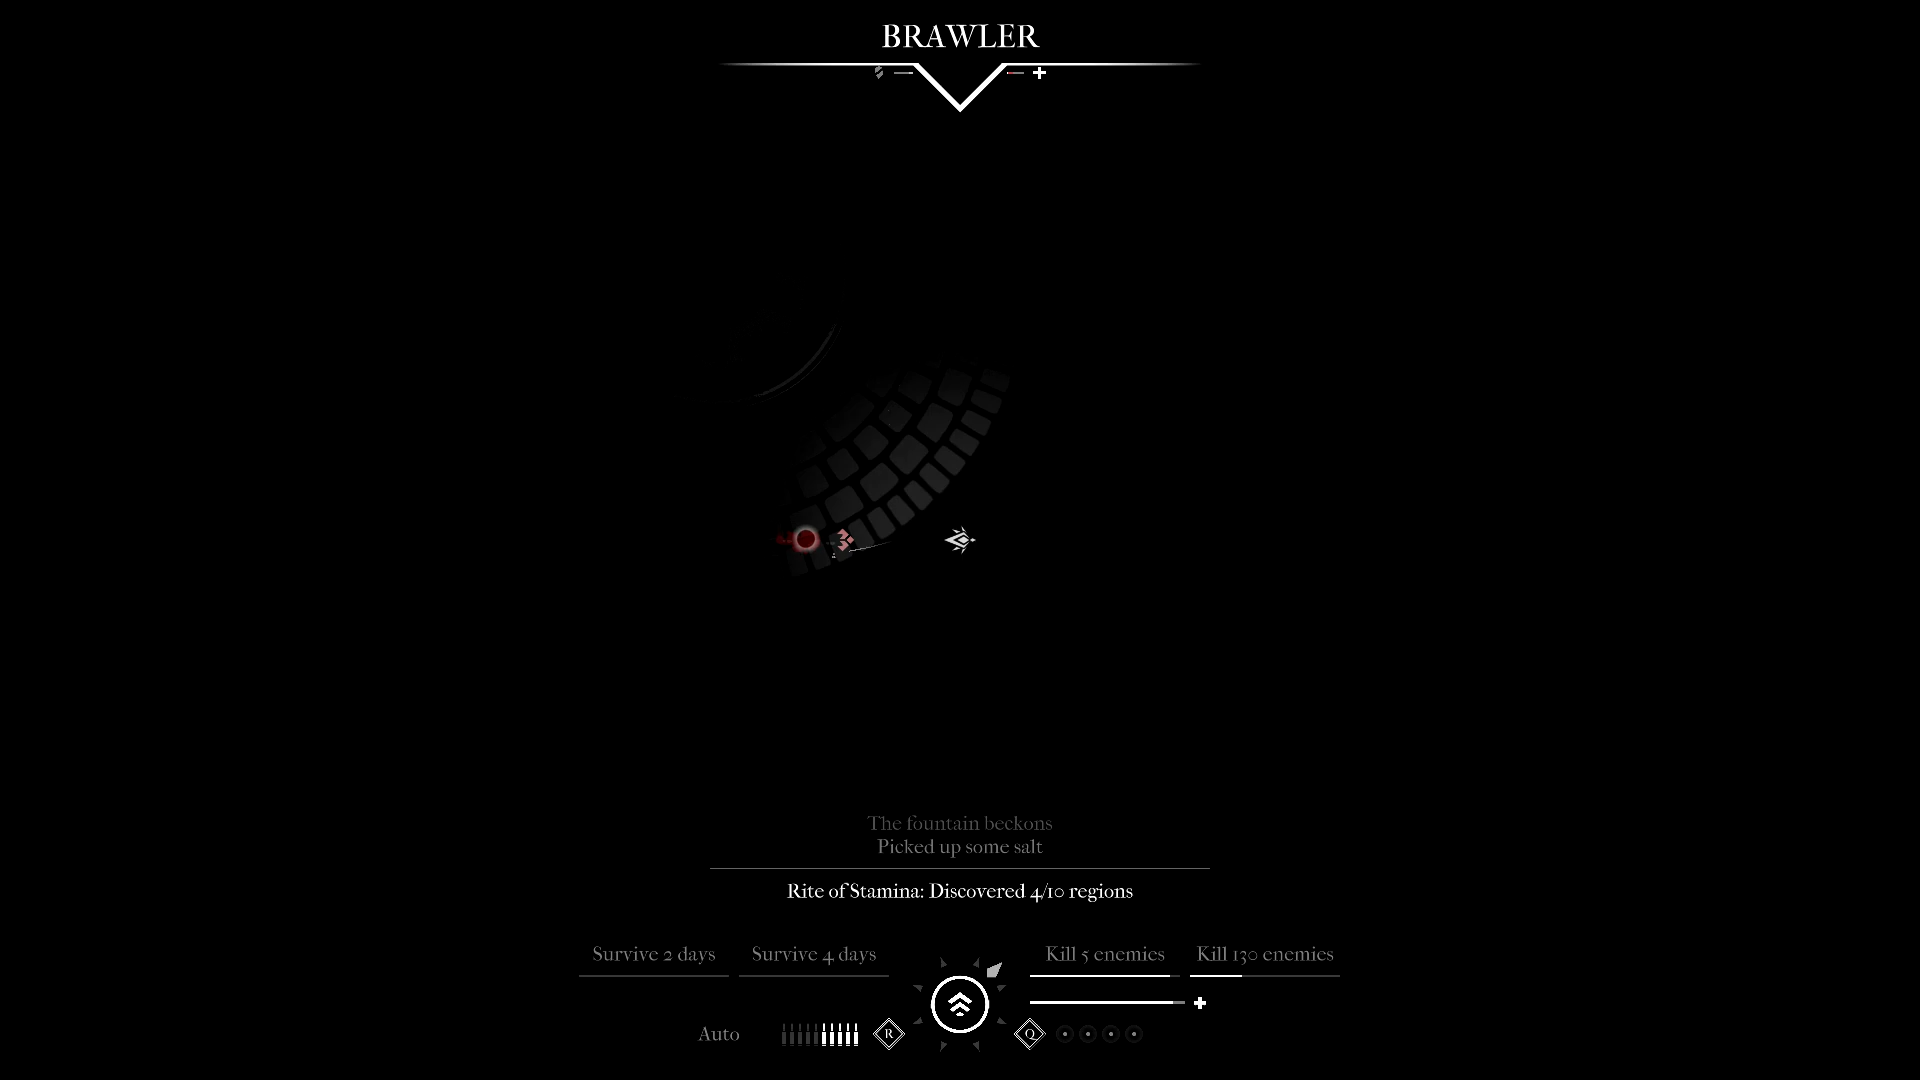 BRAWLER
The fountain beckons
Picked up some salt
Rite of Stamina: Discovered 4/10 regions
Survive 2 days
Survive 4 days
Kill 5 enemies
Kill 130 enemies
Auto
R
Q